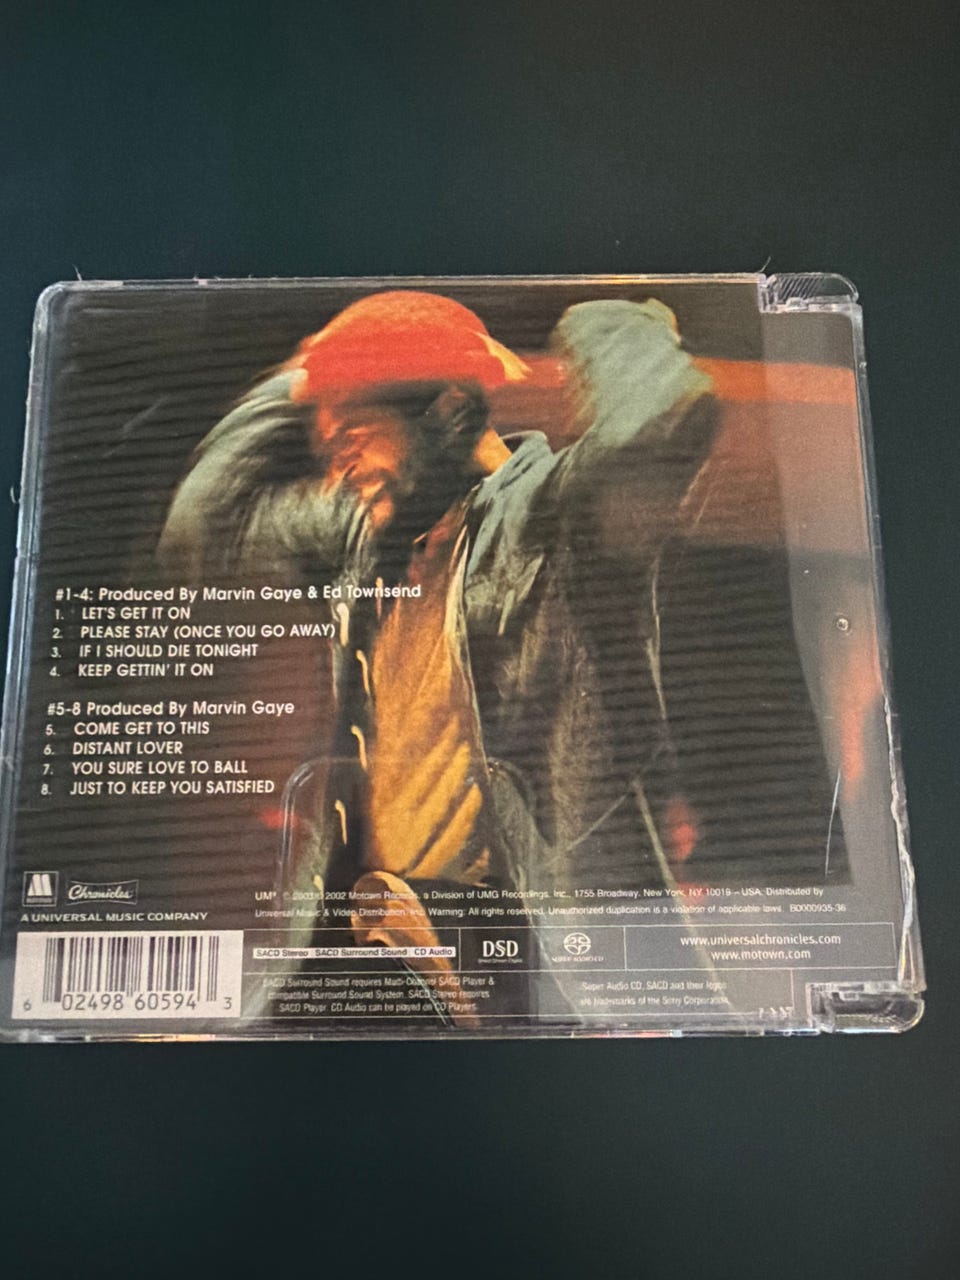 #1-4: Produced By Marvin Gaye & Ed Townsend
1. LET'S GET IT ON
2. PLEASE STAY (ONCE YOU GO AWAY)
3. IF I SHOULD DIE TONIGHT
4. KEEP GETTIN' IT ON
#5-8 Produced By Marvin Gaye
5. COME GET TO THIS
6. DISTANT LOVER
7. YOU SURE LOVE TO BALL
8. JUST TO KEEP YOU SATISFIED
Chronicles
A UNIVERSAL MUSIC COMPANY
2002 Motown Records, a Division of UMG Recordings, Inc., 1755 Broadway, New York, NY 10019 – USA. Distributed by
Universal Music & Video Distribution, Inc. Warning: All rights reserved. Unauthorized duplication is a violation of applicable laws. B0000935-36
SACD Stereo SACD Surround Sound CD Audio
DSD
Direct Stream Digital
SUPER AUDIO CD
www.universalchronicles.com
www.motown.com
SACD Surround Sound requires Multi-Channel SACD Player &
compatible Surround Sound System. SACD Stereo requires
SACD Player. CD Audio can be played on CD Players.
Super Audio CD, SACD and their logos
are trademarks of the Sony Corporation.
6 02498 60594 3